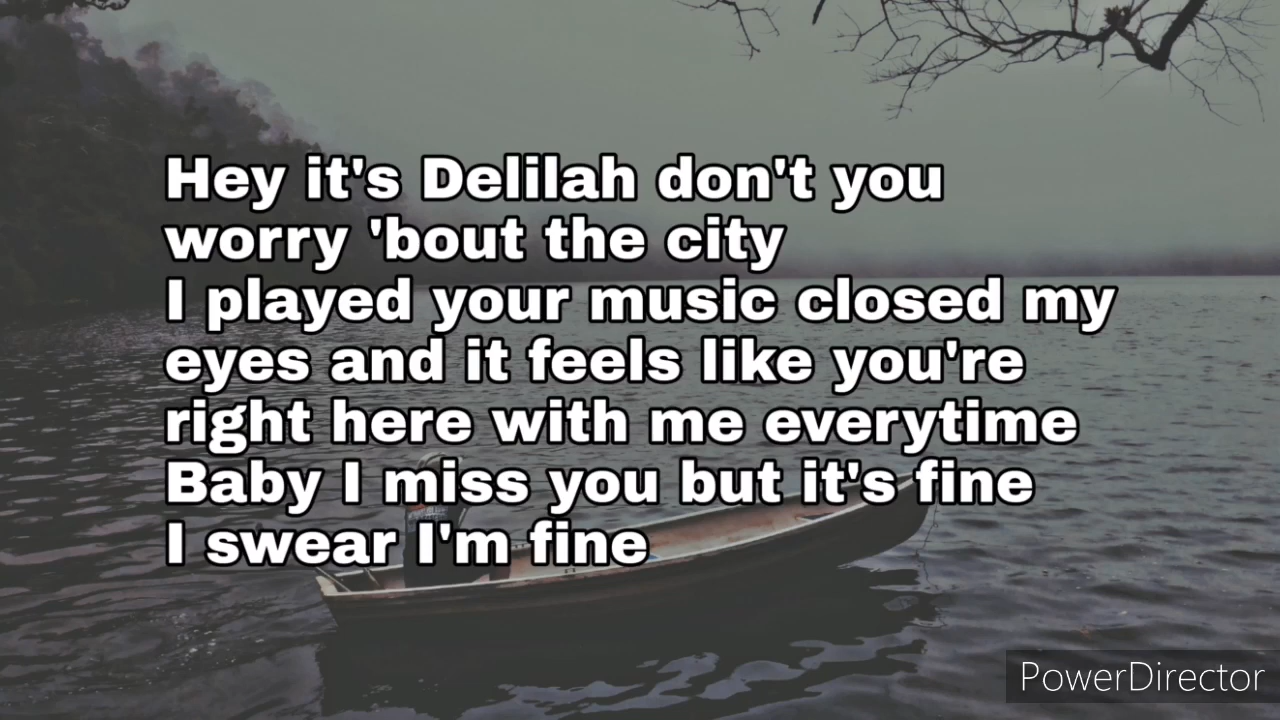 Hey it's Delilah don't you
worry 'bout the city
I played your music closed my
eyes and it feels like you're
right here with me everytime
Baby I miss you but it's fine
I swear I'm fine
PowerDirector